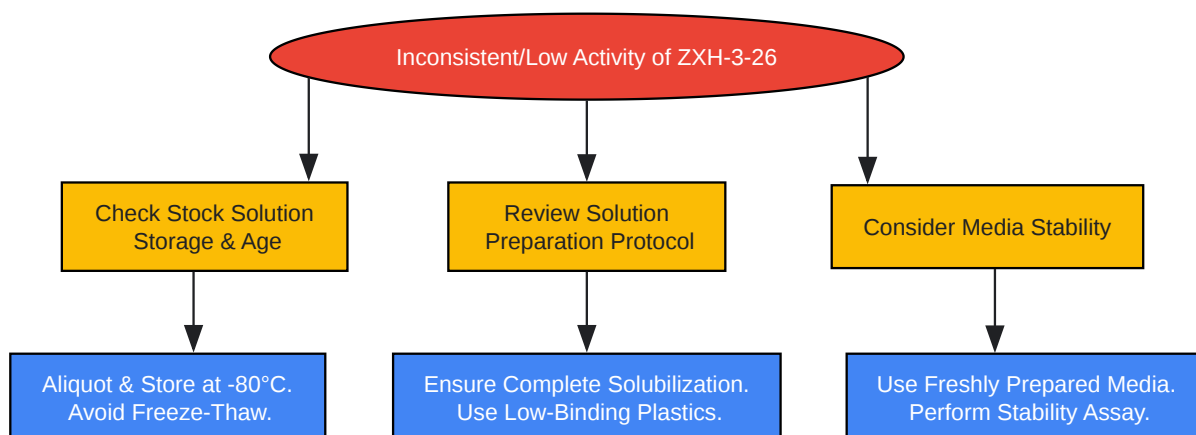 Inconsistent/Low Activity of ZXH-3-26
Check Stock Solution
Storage & Age
Review Solution
Preparation Protocol
Consider Media Stability
Aliquot & Store at -80°C.
Avoid Freeze-Thaw.
Ensure Complete Solubilization.
Use Low-Binding Plastics.
Use Freshly Prepared Media.
Perform Stability Assay.